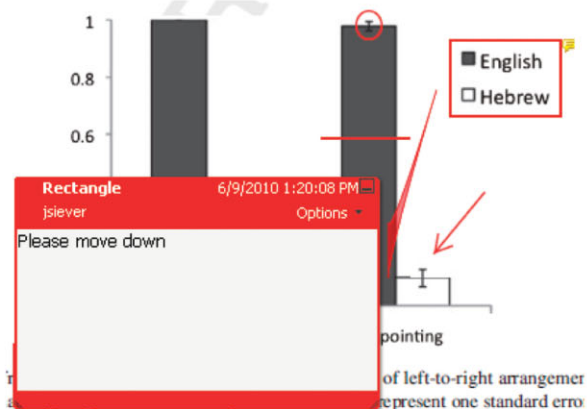 1
0.8
0.6
English
Hebrew
Rectangle 6/9/2010 1:20:08 PM
jsiever Options
Please move down
pointing
of left-to-right arrangemen
represent one standard erro